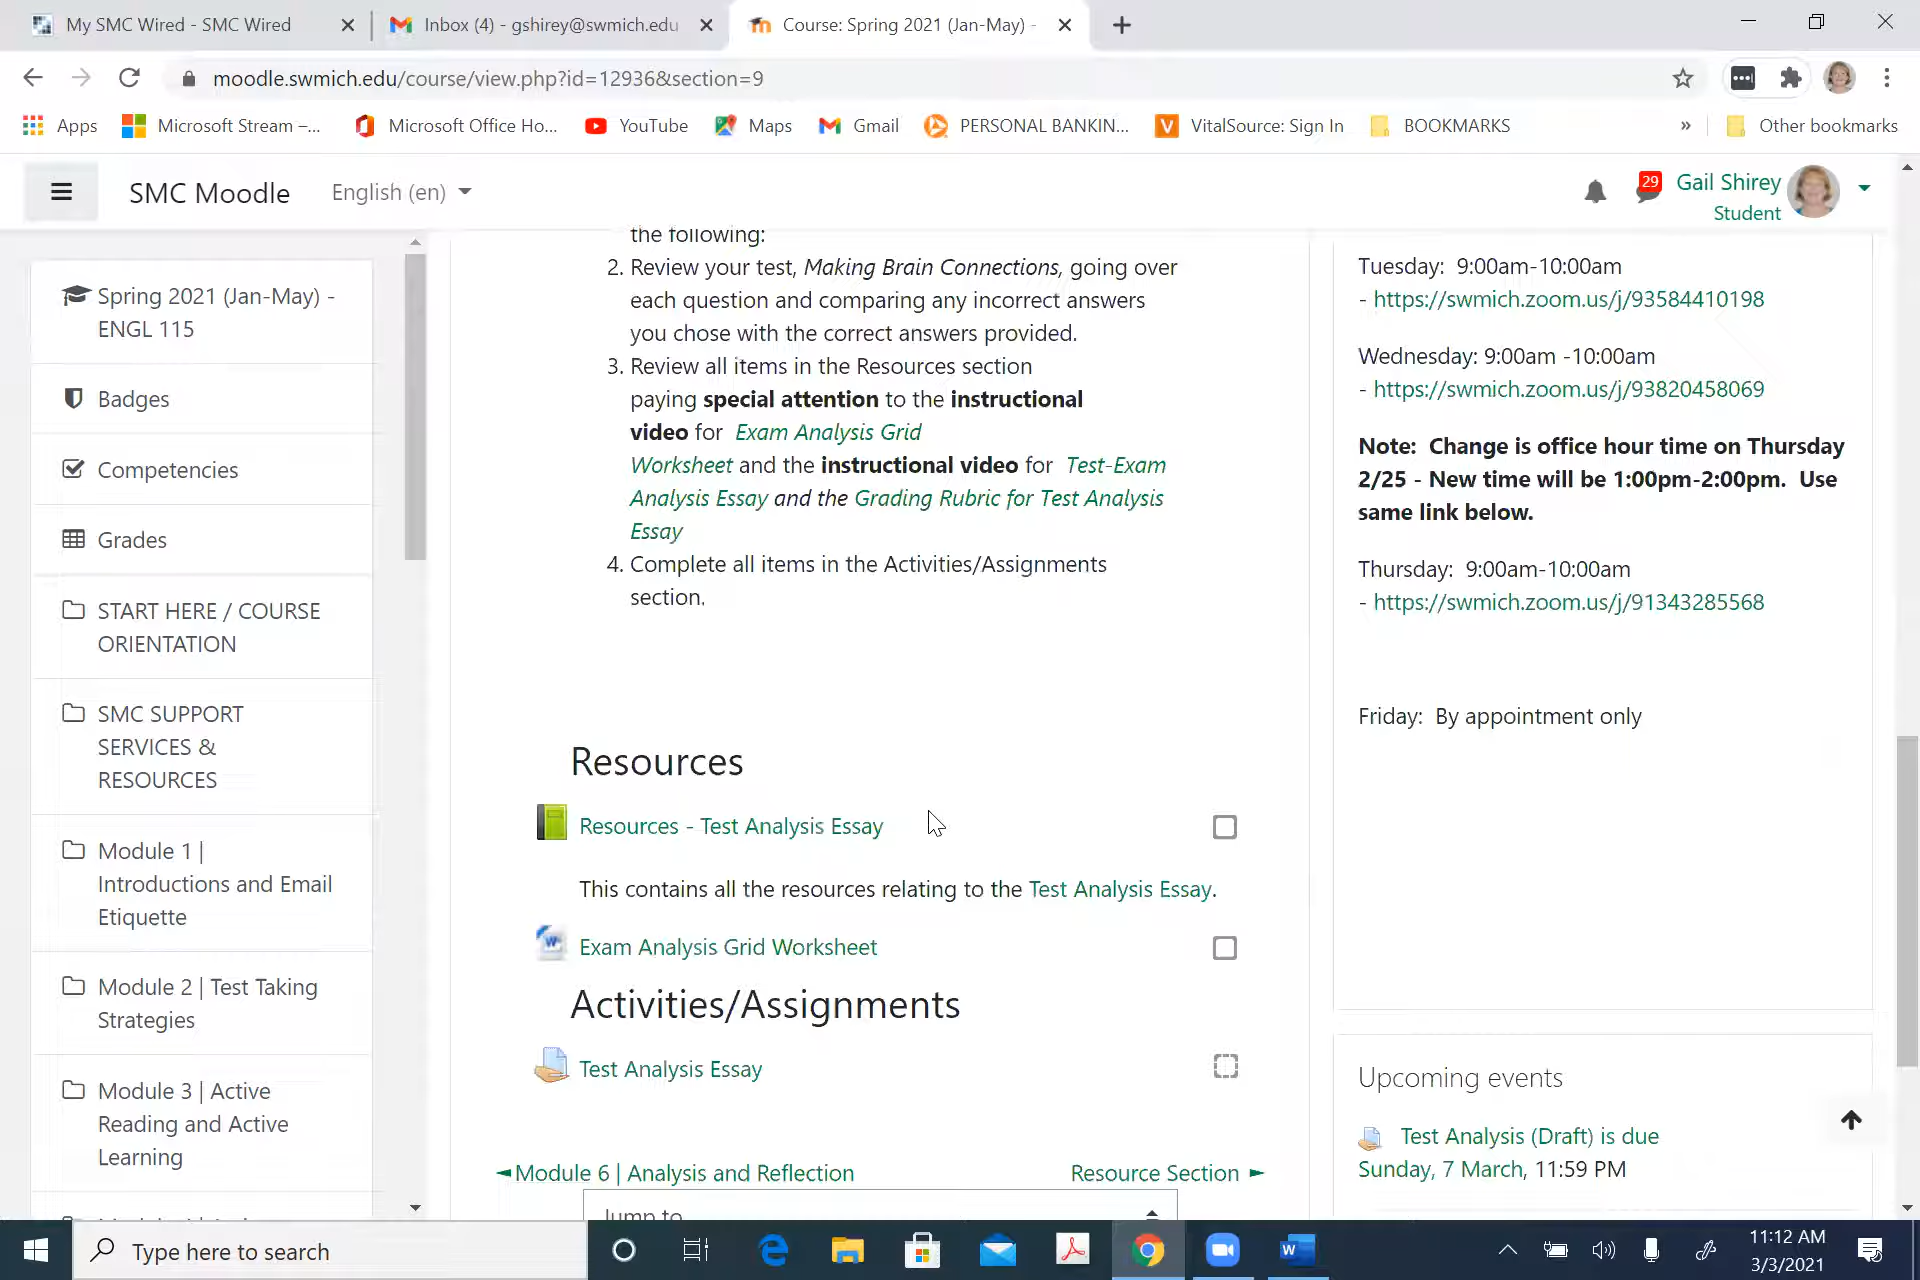 My SMC Wired - SMC Wired
Inbox (4) - gshirey@swmich.edu
Course: Spring 2021 (Jan-May) -
moodle.swmich.edu/course/view.php?id=12936&section=9
Apps
Microsoft Stream –...
Microsoft Office Ho...
YouTube
Maps
Gmail
PERSONAL BANKIN...
VitalSource: Sign In
BOOKMARKS
»
Other bookmarks
SMC Moodle
English (en)
29
Gail Shirey
Student
Spring 2021 (Jan-May) -
ENGL 115
Badges
Competencies
Grades
START HERE / COURSE
ORIENTATION
SMC SUPPORT
SERVICES &
RESOURCES
Module 1 |
Introductions and Email
Etiquette
Module 2 | Test Taking
Strategies
Module 3 | Active
Reading and Active
Learning
the following:
2. Review your test, Making Brain Connections, going over
each question and comparing any incorrect answers
you chose with the correct answers provided.
3. Review all items in the Resources section
paying special attention to the instructional
video for Exam Analysis Grid
Worksheet and the instructional video for Test-Exam
Analysis Essay and the Grading Rubric for Test Analysis
Essay
4. Complete all items in the Activities/Assignments
section.
Resources
Resources - Test Analysis Essay
This contains all the resources relating to the Test Analysis Essay.
Exam Analysis Grid Worksheet
Activities/Assignments
Test Analysis Essay
◄Module 6 | Analysis and Reflection
Resource Section ►
Jump to
Tuesday: 9:00am-10:00am
- https://swmich.zoom.us/j/93584410198
Wednesday: 9:00am -10:00am
- https://swmich.zoom.us/j/93820458069
Note: Change is office hour time on Thursday
2/25 - New time will be 1:00pm-2:00pm. Use
same link below.
Thursday: 9:00am-10:00am
- https://swmich.zoom.us/j/91343285568
Friday: By appointment only
Upcoming events
Test Analysis (Draft) is due
Sunday, 7 March, 11:59 PM
Type here to search
11:12 AM
3/3/2021